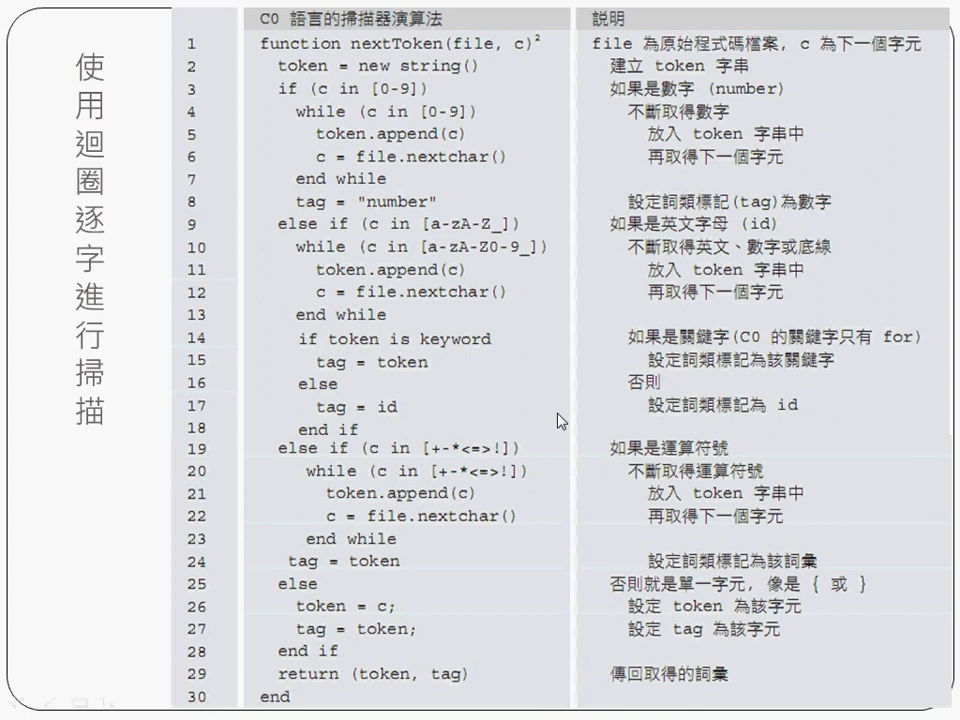 使用迴圈逐字進行掃描
C0 語言的掃描器演算法 說明
1 function nextToken(file, c)² file 為原始程式碼檔案, c 為下一個字元
2 token = new string() 建立 token 字串
3 if (c in [0-9]) 如果是數字 (number)
4 while (c in [0-9]) 不斷取得數字
5 token.append(c) 放入 token 字串中
6 c = file.nextchar() 再取得下一個字元
7 end while
8 tag = "number" 設定詞類標記(tag)為數字
9 else if (c in [a-zA-Z_]) 如果是英文字母 (id)
10 while (c in [a-zA-Z0-9_]) 不斷取得英文、數字或底線
11 token.append(c) 放入 token 字串中
12 c = file.nextchar() 再取得下一個字元
13 end while
14 if token is keyword 如果是關鍵字(C0 的關鍵字只有 for)
15 tag = token 設定詞類標記為該關鍵字
16 else 否則
17 tag = id 設定詞類標記為 id
18 end if
19 else if (c in [+-*<=>!]) 如果是運算符號
20 while (c in [+-*<=>!]) 不斷取得運算符號
21 token.append(c) 放入 token 字串中
22 c = file.nextchar() 再取得下一個字元
23 end while
24 tag = token 設定詞類標記為該詞彙
25 else 否則就是單一字元, 像是 { 或 }
26 token = c; 設定 token 為該字元
27 tag = token; 設定 tag 為該字元
28 end if
29 return (token, tag) 傳回取得的詞彙
30 end